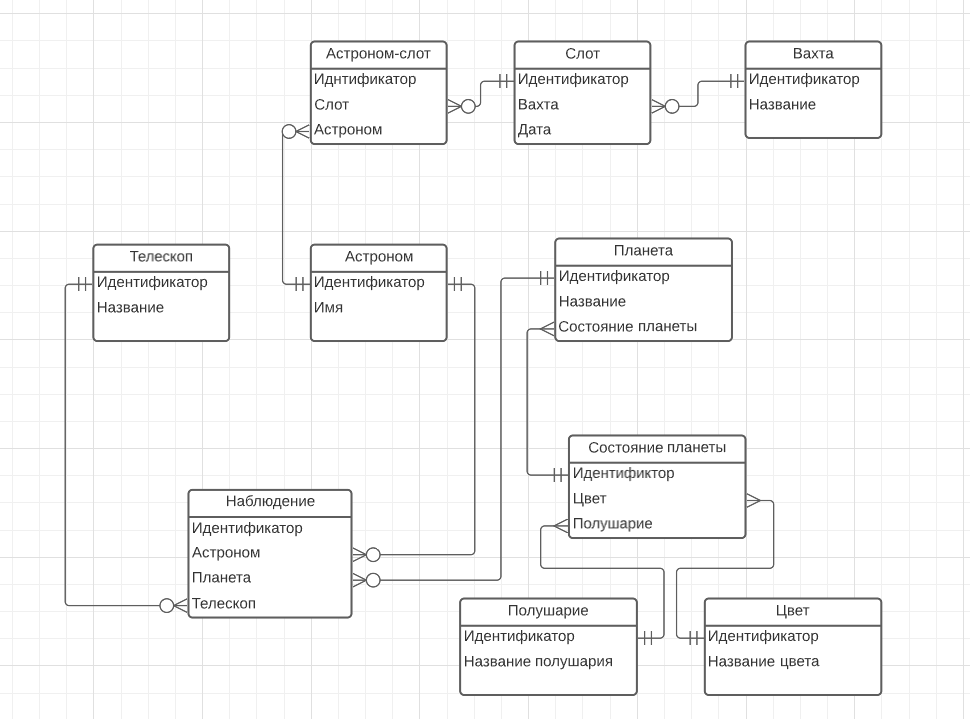 Астроном-слот
Иднтификатор
Слот
Астроном
Слот
Идентификатор
Вахта
Дата
Вахта
Идентификатор
Название
Телескоп
Идентификатор
Название
Астроном
Идентификатор
Имя
Планета
Идентификатор
Название
Состояние планеты
Состояние планеты
Идентификтор
Цвет
Полушарие
Наблюдение
Идентификатор
Астроном
Планета
Телескоп
Полушарие
Идентификатор
Название полушария
Цвет
Идентификатор
Название цвета